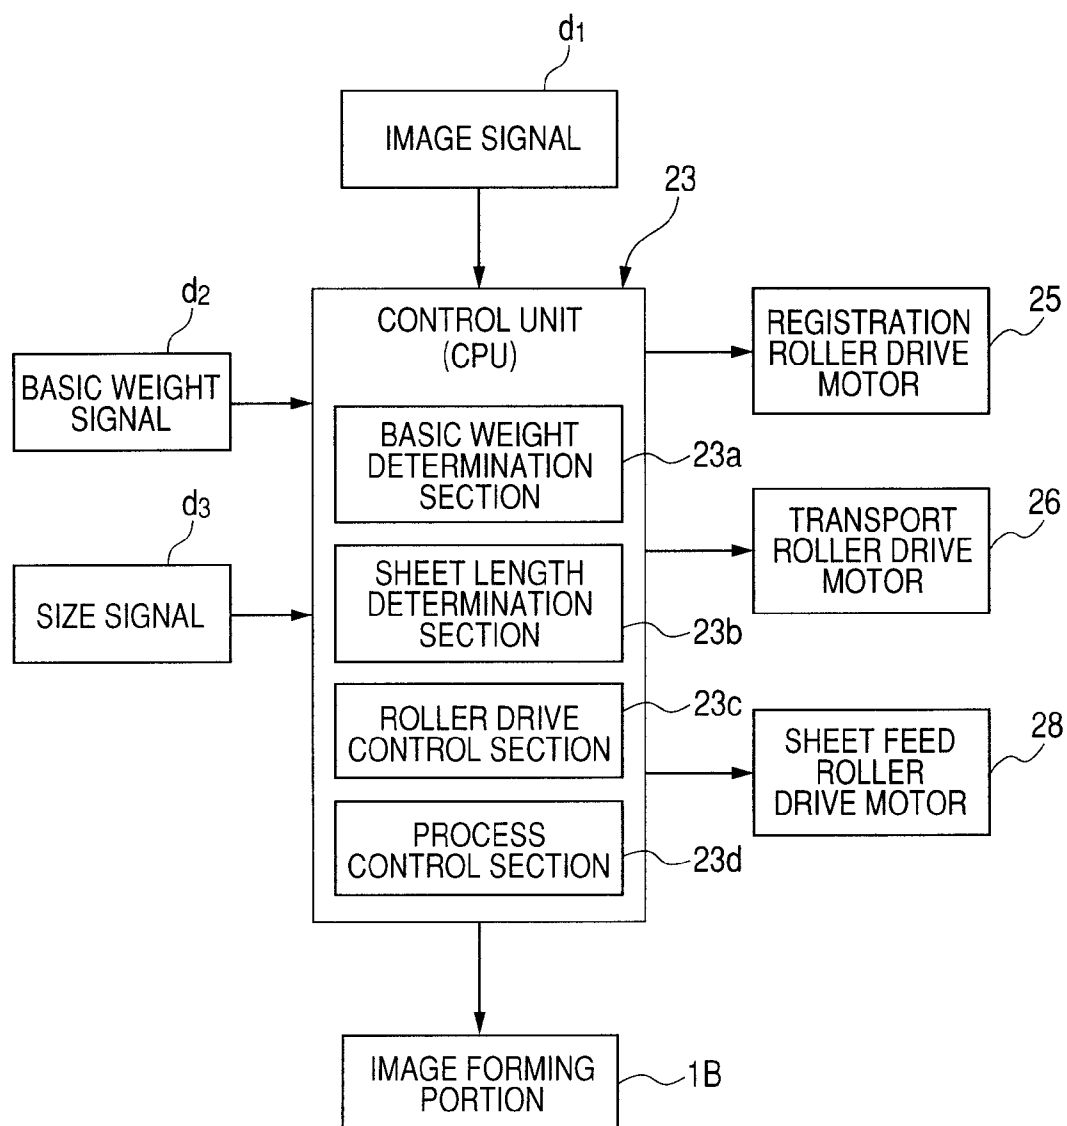 d1
IMAGE SIGNAL
23
d2
BASIC WEIGHT
SIGNAL
CONTROL UNIT
(CPU)
REGISTRATION
ROLLER DRIVE
MOTOR
25
BASIC WEIGHT
DETERMINATION
SECTION
23a
d3
SIZE SIGNAL
SHEET LENGTH
DETERMINATION
SECTION
23b
TRANSPORT
ROLLER DRIVE
MOTOR
26
ROLLER DRIVE
CONTROL SECTION
23c
SHEET FEED
ROLLER
DRIVE MOTOR
28
PROCESS
CONTROL SECTION
23d
IMAGE FORMING
PORTION
1B